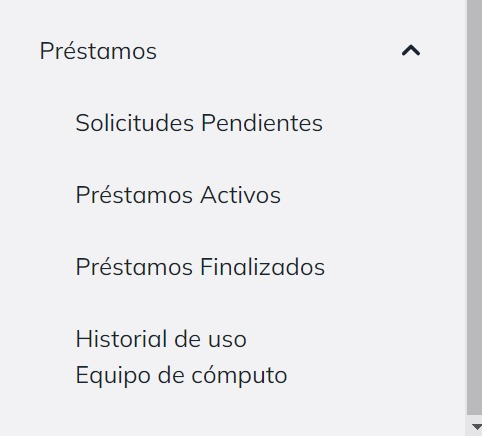 Préstamos
Solicitudes Pendientes
Préstamos Activos
Préstamos Finalizados
Historial de uso
Equipo de cómputo